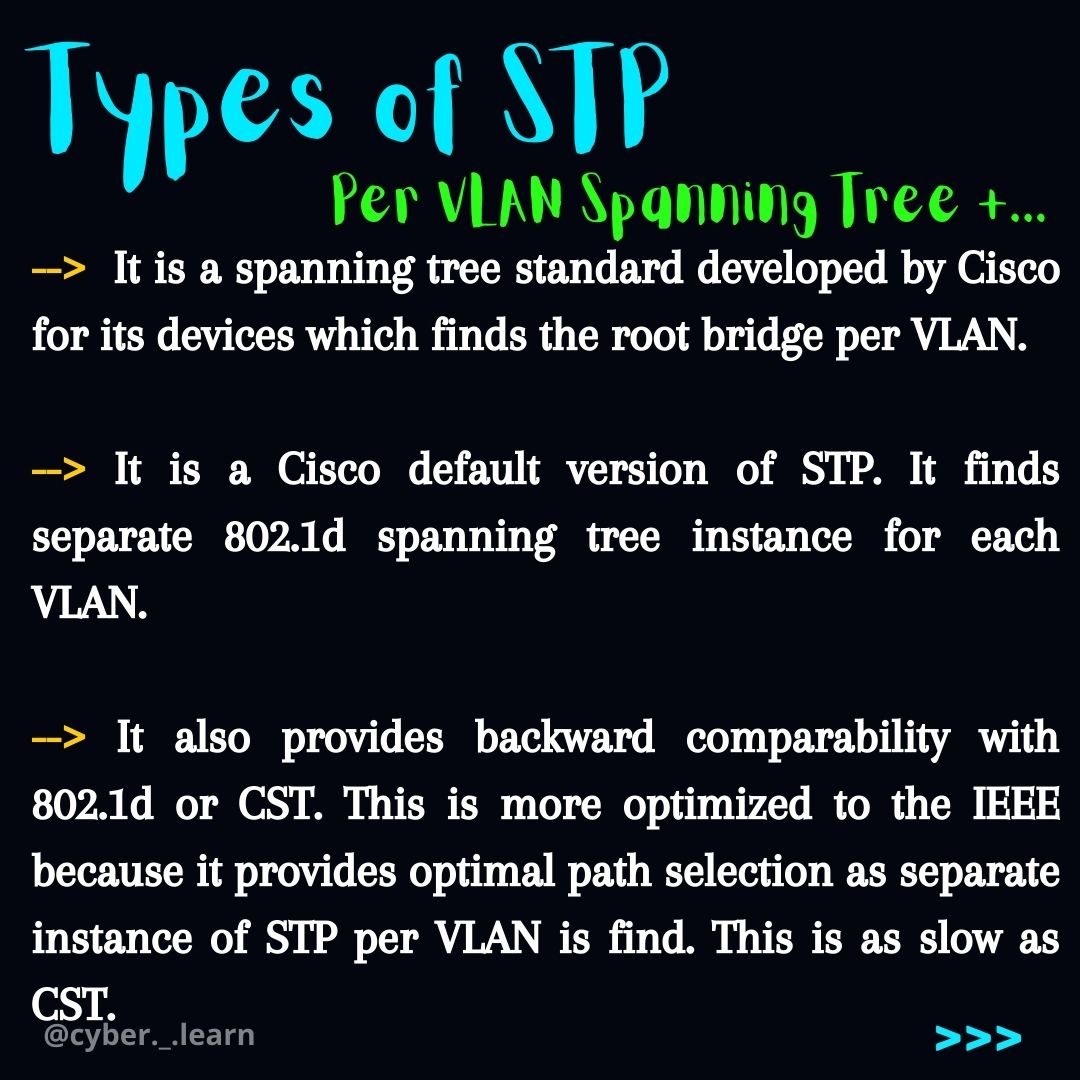 Types of STP
Per VLAN Spanning Tree +...
--> It is a spanning tree standard developed by Cisco
for its devices which finds the root bridge per VLAN.
--> It is a Cisco default version of STP. It finds
separate 802.1d spanning tree instance for each
VLAN.
--> It also provides backward comparability with
802.1d or CST. This is more optimized to the IEEE
because it provides optimal path selection as separate
instance of STP per VLAN is find. This is as slow as
CST.
@cyber._.learn
>>>